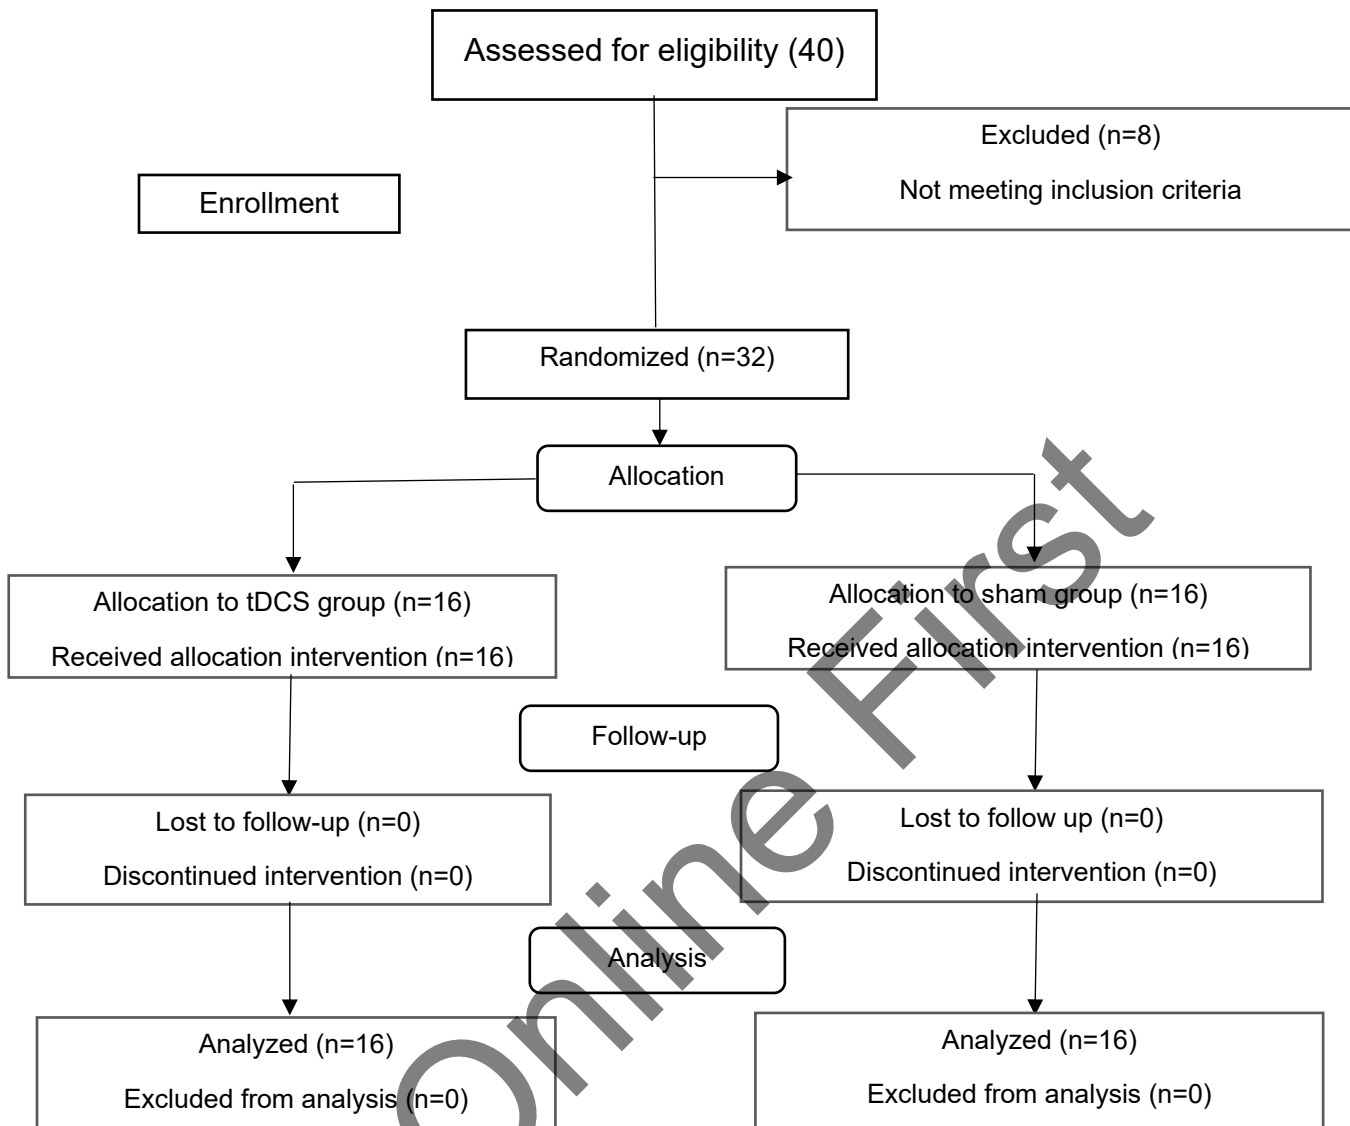 Assessed for eligibility (40)
Excluded (n=8)
Not meeting inclusion criteria
Enrollment
Randomized (n=32)
Allocation
Allocation to tDCS group (n=16)
Received allocation intervention (n=16)
Allocation to sham group (n=16)
Received allocation intervention (n=16)
Follow-up
Lost to follow-up (n=0)
Discontinued intervention (n=0)
Lost to follow up (n=0)
Discontinued intervention (n=0)
Analysis
Analyzed (n=16)
Excluded from analysis (n=0)
Analyzed (n=16)
Excluded from analysis (n=0)
Online First